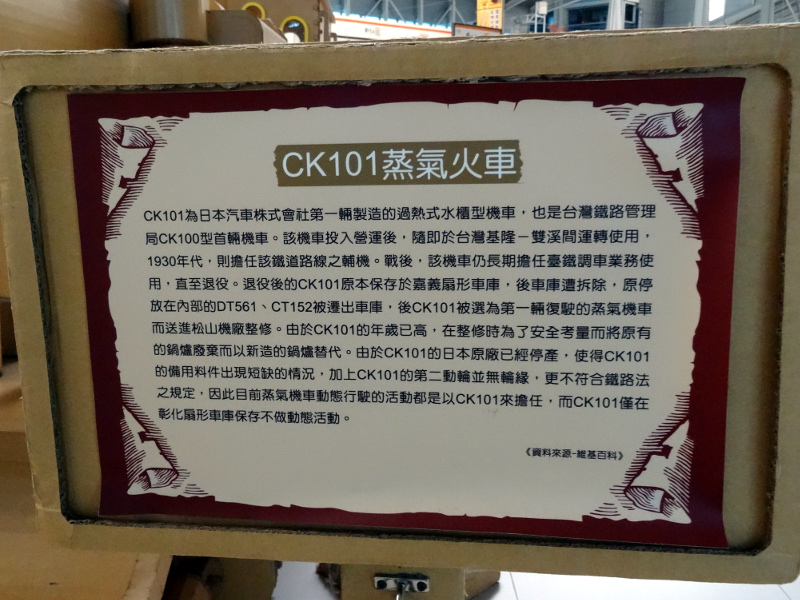 CK101蒸氣火車
CK101為日本汽車株式會社第一輛製造的過熱式水櫃型機車，也是台灣鐵路管理
局CK100型首輛機車。該機車投入營運後，隨即於台灣基隆－雙溪間運轉使用，
1930年代，則擔任該鐵道路線之輔機。戰後，該機車仍長期擔任臺鐵調車業務使
用，直至退役。退役後的CK101原本保存於嘉義扇形車庫，後車庫遭拆除，原停
放在內部的DT561、CT152被遷出車庫，後CK101被選為第一輛復駛的蒸氣機車
而送進松山機廠整修。由於CK101的年歲已高，在整修時為了安全考量而將原有
的鍋爐廢棄而以新造的鍋爐替代。由於CK101的日本原廠已經停產，使得CK101
的備用料件出現短缺的情況，加上CK101的第二動輪並無輪緣，更不符合鐵路法
之規定，因此目前蒸氣機車動態行駛的活動都是以CK101來擔任，而CK101僅在
彰化扇形車庫保存不做動態活動。
《資料來源-維基百科》